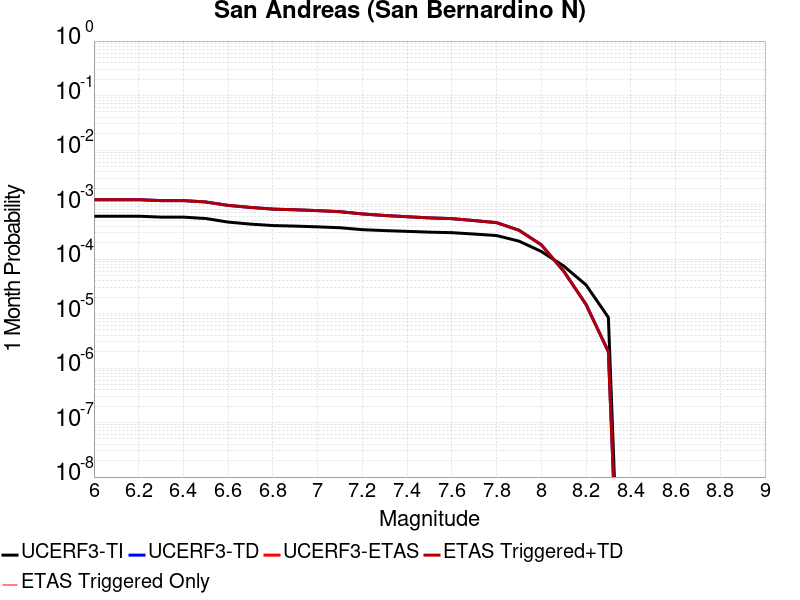 San Andreas (San Bernardino N)
10^0
10^-1
10^-2
10^-3
10^-4
10^-5
10^-6
10^-7
10^-8
1 Month Probability
6 6.2 6.4 6.6 6.8 7 7.2 7.4 7.6 7.8 8 8.2 8.4 8.6 8.8 9
Magnitude
UCERF3-TI UCERF3-TD UCERF3-ETAS ETAS Triggered+TD
ETAS Triggered Only